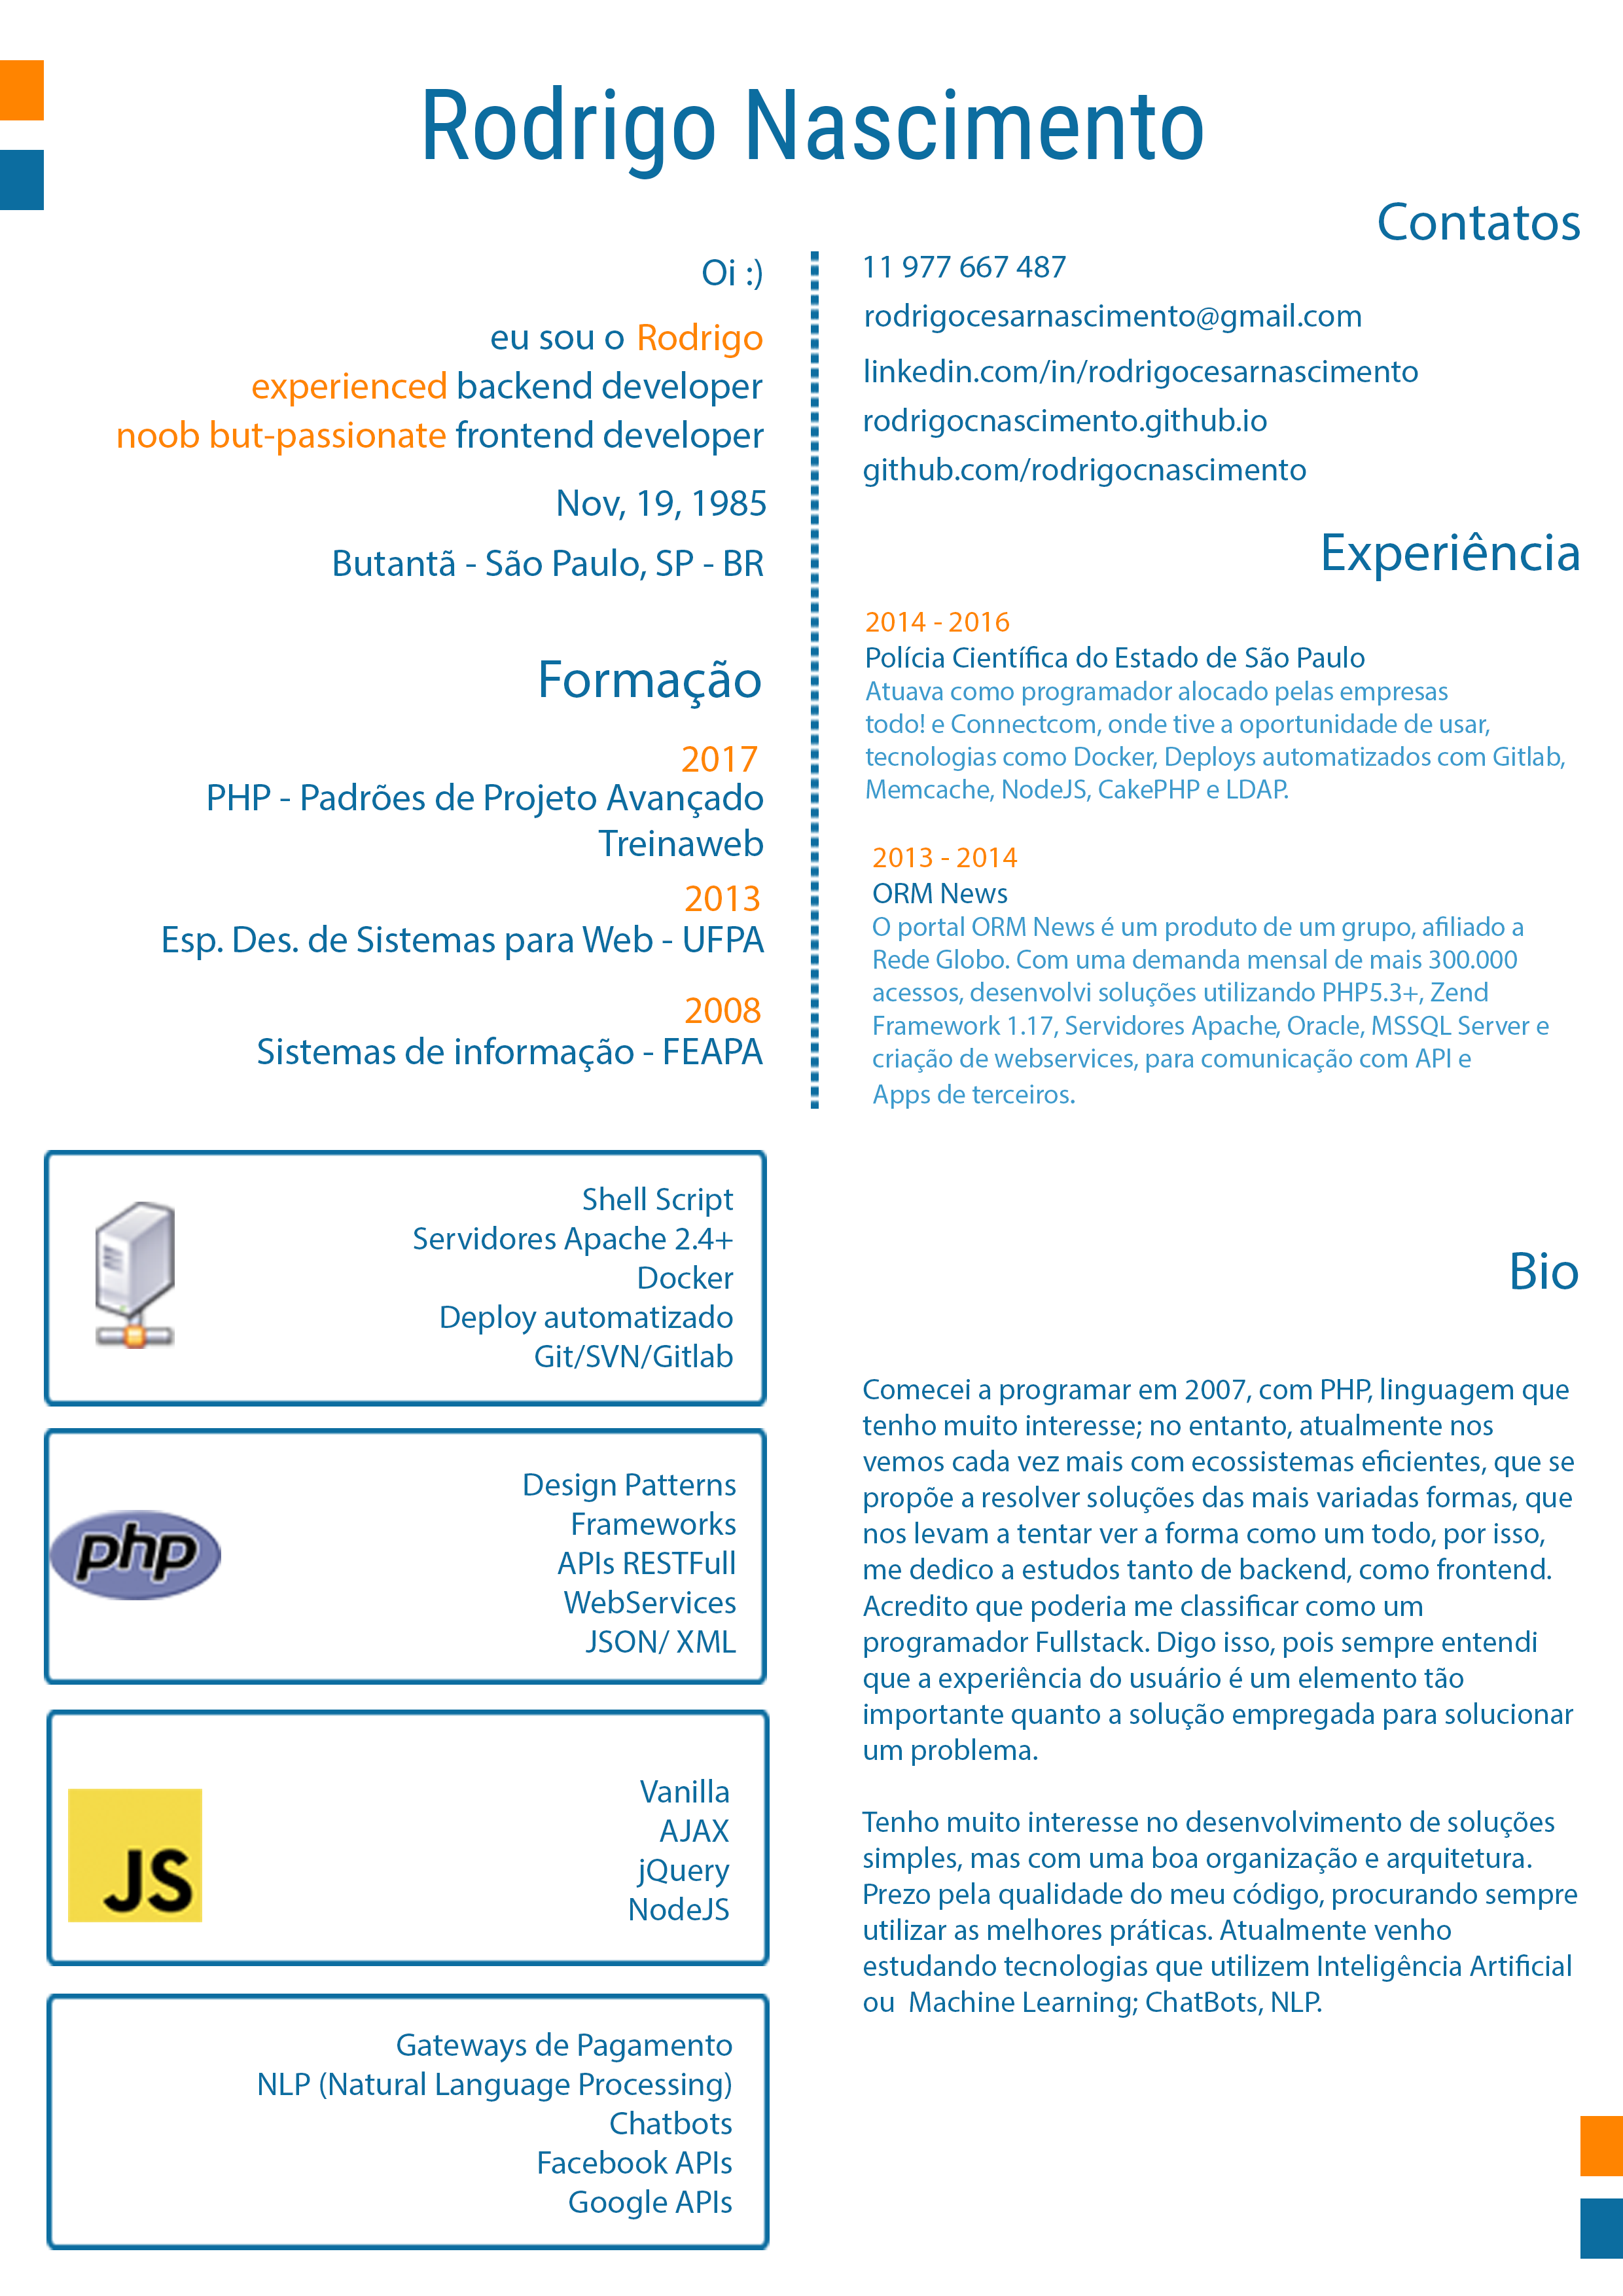 Rodrigo Nascimento
Oi :)
eu sou o Rodrigo
experienced backend developer
noob but-passionate frontend developer
Nov, 19, 1985
Butantã - São Paulo, SP - BR
Formação
2017
PHP - Padrões de Projeto Avançado
Treinaweb
2013
Esp. Des. de Sistemas para Web - UFPA
2008
Sistemas de informação - FEAPA
Contatos
11 977 667 487
rodrigocesarnascimento@gmail.com
linkedin.com/in/rodrigocesarnascimento
rodrigocnascimento.github.io
github.com/rodrigocnascimento
Experiência
2014 - 2016
Polícia Científica do Estado de São Paulo
Atuava como programador alocado pelas empresas
todo! e Connectcom, onde tive a oportunidade de usar,
tecnologias como Docker, Deploys automatizados com Gitlab,
Memcache, NodeJS, CakePHP e LDAP.
2013 - 2014
ORM News
O portal ORM News é um produto de um grupo, afiliado a
Rede Globo. Com uma demanda mensal de mais 300.000
acessos, desenvolvi soluções utilizando PHP5.3+, Zend
Framework 1.17, Servidores Apache, Oracle, MSSQL Server e
criação de webservices, para comunicação com API e
Apps de terceiros.
Shell Script
Servidores Apache 2.4+
Docker
Deploy automatizado
Git/SVN/Gitlab
php
Design Patterns
Frameworks
APIs RESTFull
WebServices
JSON/ XML
JS
Vanilla
AJAX
jQuery
NodeJS
Gateways de Pagamento
NLP (Natural Language Processing)
Chatbots
Facebook APIs
Google APIs
Bio
Comecei a programar em 2007, com PHP, linguagem que
tenho muito interesse; no entanto, atualmente nos
vemos cada vez mais com ecossistemas eficientes, que se
propõe a resolver soluções das mais variadas formas, que
nos levam a tentar ver a forma como um todo, por isso,
me dedico a estudos tanto de backend, como frontend.
Acredito que poderia me classificar como um
programador Fullstack. Digo isso, pois sempre entendi
que a experiência do usuário é um elemento tão
importante quanto a solução empregada para solucionar
um problema.
Tenho muito interesse no desenvolvimento de soluções
simples, mas com uma boa organização e arquitetura.
Prezo pela qualidade do meu código, procurando sempre
utilizar as melhores práticas. Atualmente venho
estudando tecnologias que utilizem Inteligência Artificial
ou  Machine Learning; ChatBots, NLP.